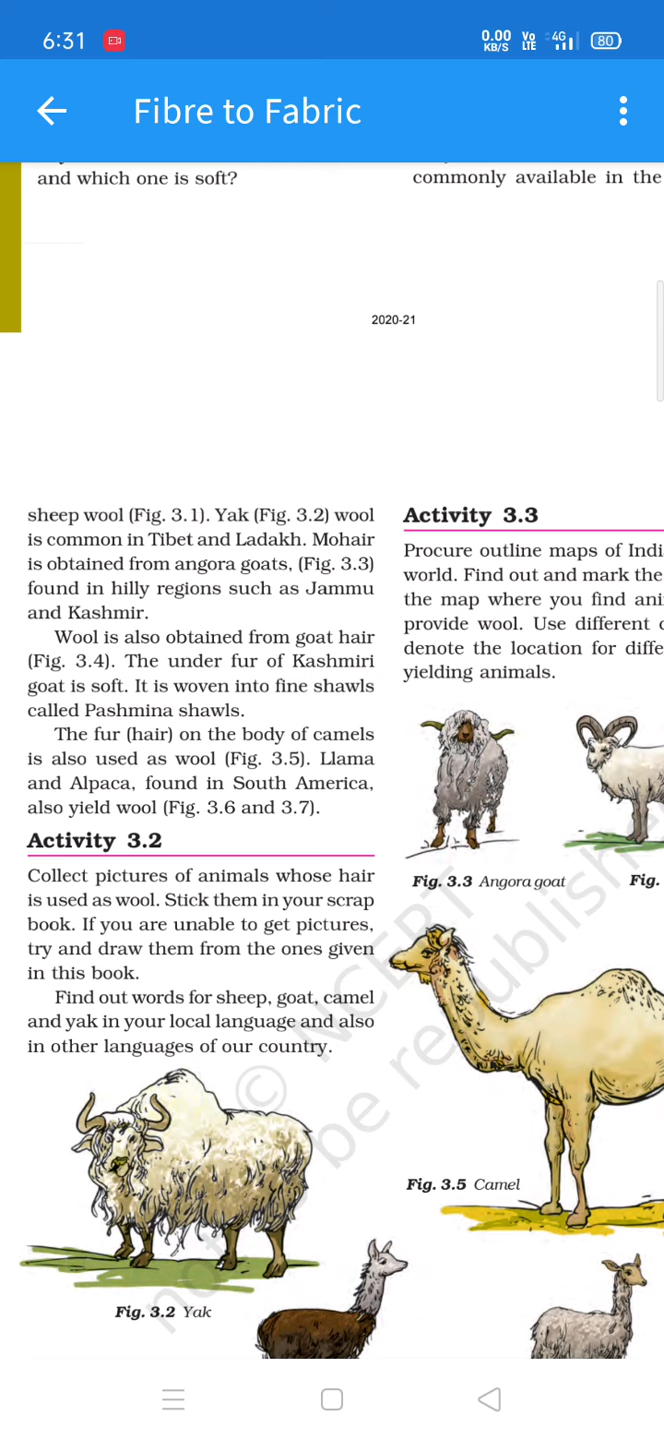 6:31
0.00 KB/S Vo LTE 4G 80
Fibre to Fabric
and which one is soft?
commonly available in the
2020-21
sheep wool (Fig. 3.1). Yak (Fig. 3.2) wool
is common in Tibet and Ladakh. Mohair
is obtained from angora goats, (Fig. 3.3)
found in hilly regions such as Jammu
and Kashmir.
Wool is also obtained from goat hair
(Fig. 3.4). The under fur of Kashmiri
goat is soft. It is woven into fine shawls
called Pashmina shawls.
The fur (hair) on the body of camels
is also used as wool (Fig. 3.5). Llama
and Alpaca, found in South America,
also yield wool (Fig. 3.6 and 3.7).
Activity 3.2
Collect pictures of animals whose hair
is used as wool. Stick them in your scrap
book. If you are unable to get pictures,
try and draw them from the ones given
in this book.
Find out words for sheep, goat, camel
and yak in your local language and also
in other languages of our country.
Fig. 3.2 Yak
Activity 3.3
Procure outline maps of Indi
world. Find out and mark the
the map where you find ani
provide wool. Use different
denote the location for diffe
yielding animals.
Fig. 3.3 Angora goat
Fig.
Fig. 3.5 Camel
© NCERT
not be republishe